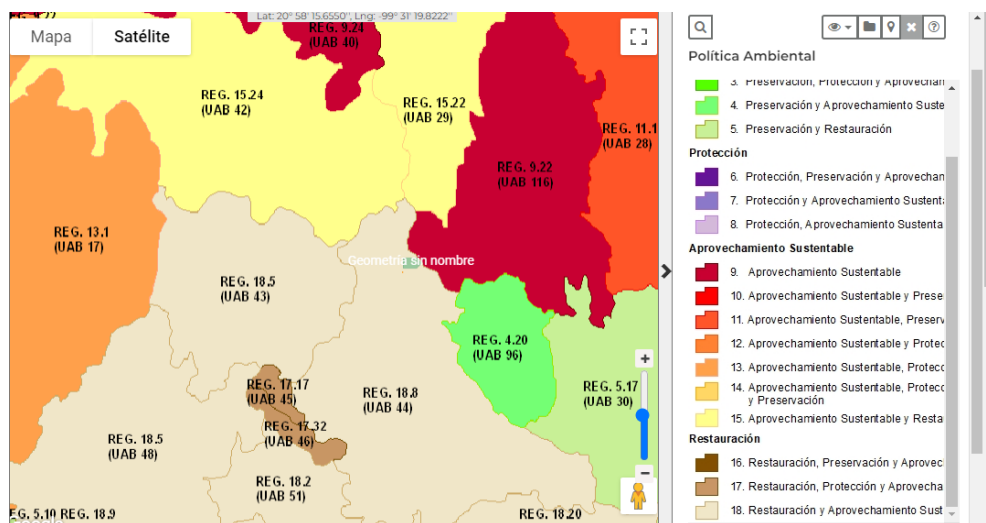 9.22
Lat: 20° 58' 15.6550", Lng: -99° 31' 19.8222"
Mapa
Satélite
REG. 9.24
(UAB 40)
REG. 15.24
(UAB 42)
REG. 15.22
(UAB 29)
REG. 11.1
(UAB 28)
REG. 9.22
(UAB 116)
REG. 13.1
(UAB 17)
Geometría sin nombre
REG. 18.5
(UAB 43)
REG. 4.20
(UAB 96)
REG. 17.17
(UAB 45)
REG. 18.8
(UAB 44)
REG. 5.17
(UAB 30)
REG. 17.32
(UAB 46)
REG. 18.5
(UAB 48)
REG. 18.2
(UAB 51)
EG. 5.10 REG. 18.9
REG. 18.20
Política Ambiental
3. Preservación, Protección y Aprovechan
4. Preservación y Aprovechamiento Suste
5. Preservación y Restauración
Protección
6. Protección, Preservación y Aprovechan
7. Protección y Aprovechamiento Sustenta
8. Protección, Aprovechamiento Sustenta
Aprovechamiento Sustentable
9. Aprovechamiento Sustentable
10. Aprovechamiento Sustentable y Prese
11. Aprovechamiento Sustentable, Preserv
12. Aprovechamiento Sustentable y Protec
13. Aprovechamiento Sustentable, Protecc
14. Aprovechamiento Sustentable, Protecc
y Preservación
15. Aprovechamiento Sustentable y Resta
Restauración
16. Restauración, Preservación y Aprovec
17. Restauración, Protección y Aprovecha
18. Restauración y Aprovechamiento Sust